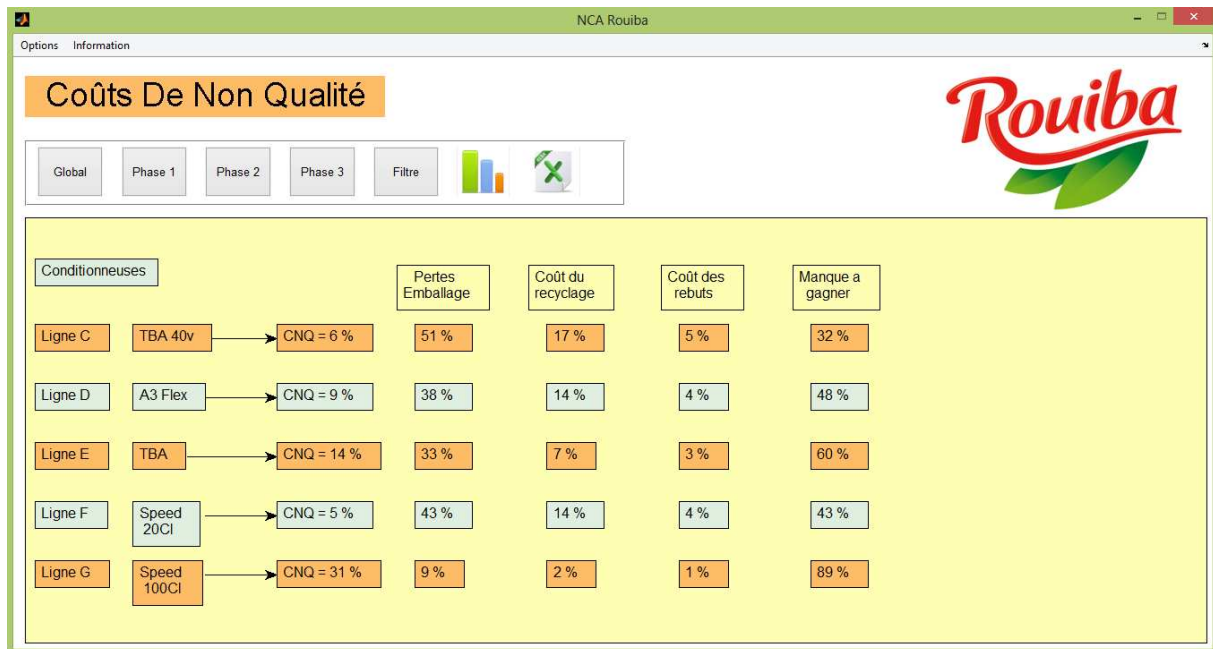 NCA Rouiba
Options Information
Coûts De Non Qualité
Rouiba
Global Phase 1 Phase 2 Phase 3 Filtre
Conditionneuses
Pertes
Emballage
Coût du
recyclage
Coût des
rebuts
Manque a
gagner
Ligne C TBA 40v CNQ = 6 % 51 % 17 % 5 % 32 %
Ligne D A3 Flex CNQ = 9 % 38 % 14 % 4 % 48 %
Ligne E TBA CNQ = 14 % 33 % 7 % 3 % 60 %
Ligne F Speed
20Cl
CNQ = 5 % 43 % 14 % 4 % 43 %
Ligne G Speed
100Cl
CNQ = 31 % 9 % 2 % 1 % 89 %